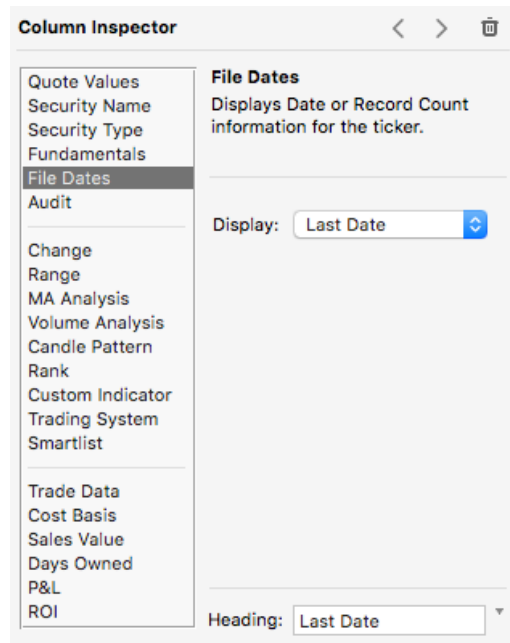 Column Inspector
Quote Values
Security Name
Security Type
Fundamentals
File Dates
Audit
Change
Range
MA Analysis
Volume Analysis
Candle Pattern
Rank
Custom Indicator
Trading System
Smartlist
Trade Data
Cost Basis
Sales Value
Days Owned
P&L
ROI
File Dates
Displays Date or Record Count
information for the ticker.
Display: Last Date
Heading: Last Date